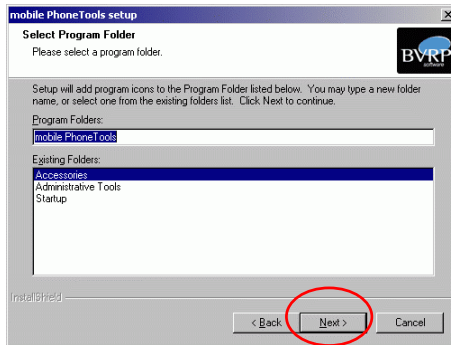 mobile PhoneTools setup
Select Program Folder
Please select a program folder.
BVRP
software
Setup will add program icons to the Program Folder listed below. You may type a new folder
name, or select one from the existing folders list. Click Next to continue.
Program Folders:
mobile PhoneTools
Existing Folders:
Accessories
Administrative Tools
Startup
InstallShield
< Back Next > Cancel